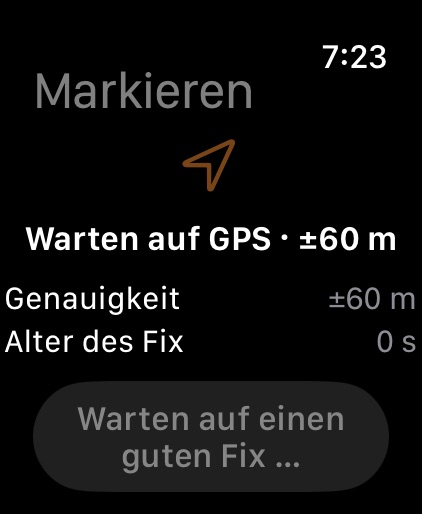 7:23
Markieren
Warten auf GPS · ±60 m
Genauigkeit ±60 m
Alter des Fix 0 s
Warten auf einen
guten Fix ...